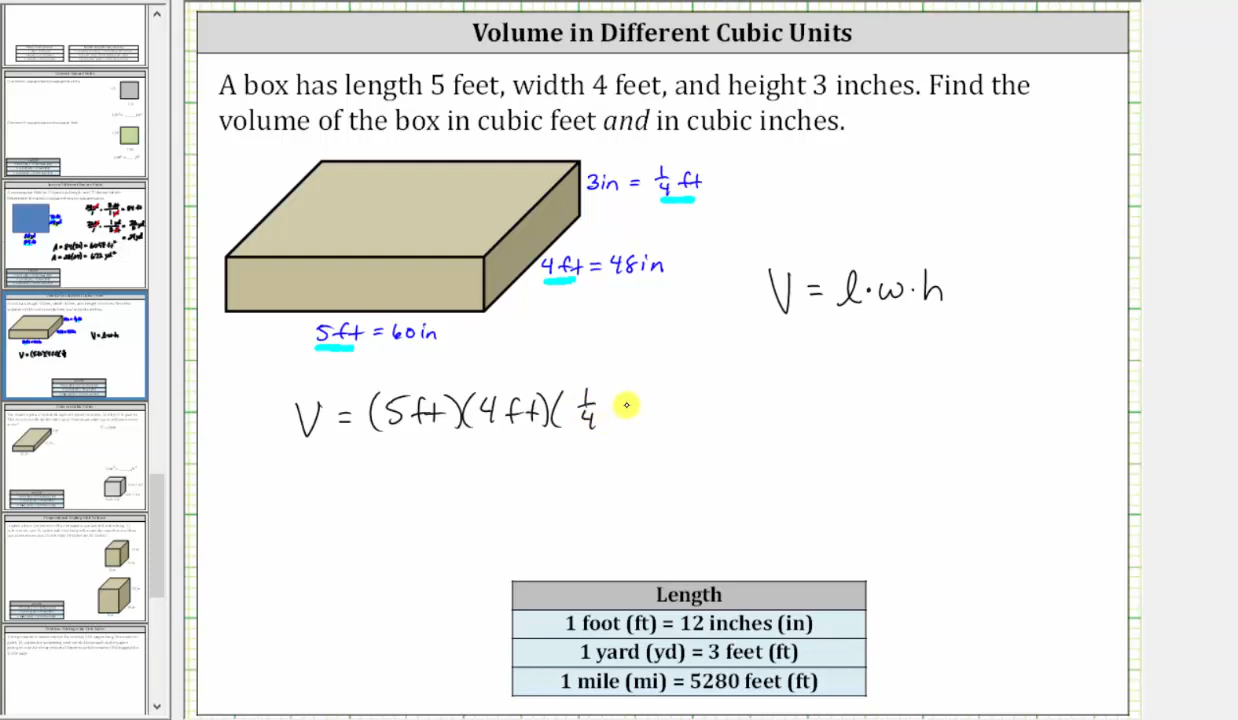 Volume in Different Cubic Units
A box has length 5 feet, width 4 feet, and height 3 inches. Find the
volume of the box in cubic feet and in cubic inches.
3in = 1/4 ft
4ft = 48in
V = l·w·h
5ft = 60in
V = (5ft)(4ft)(1/4
Length
1 foot (ft) = 12 inches (in)
1 yard (yd) = 3 feet (ft)
1 mile (mi) = 5280 feet (ft)